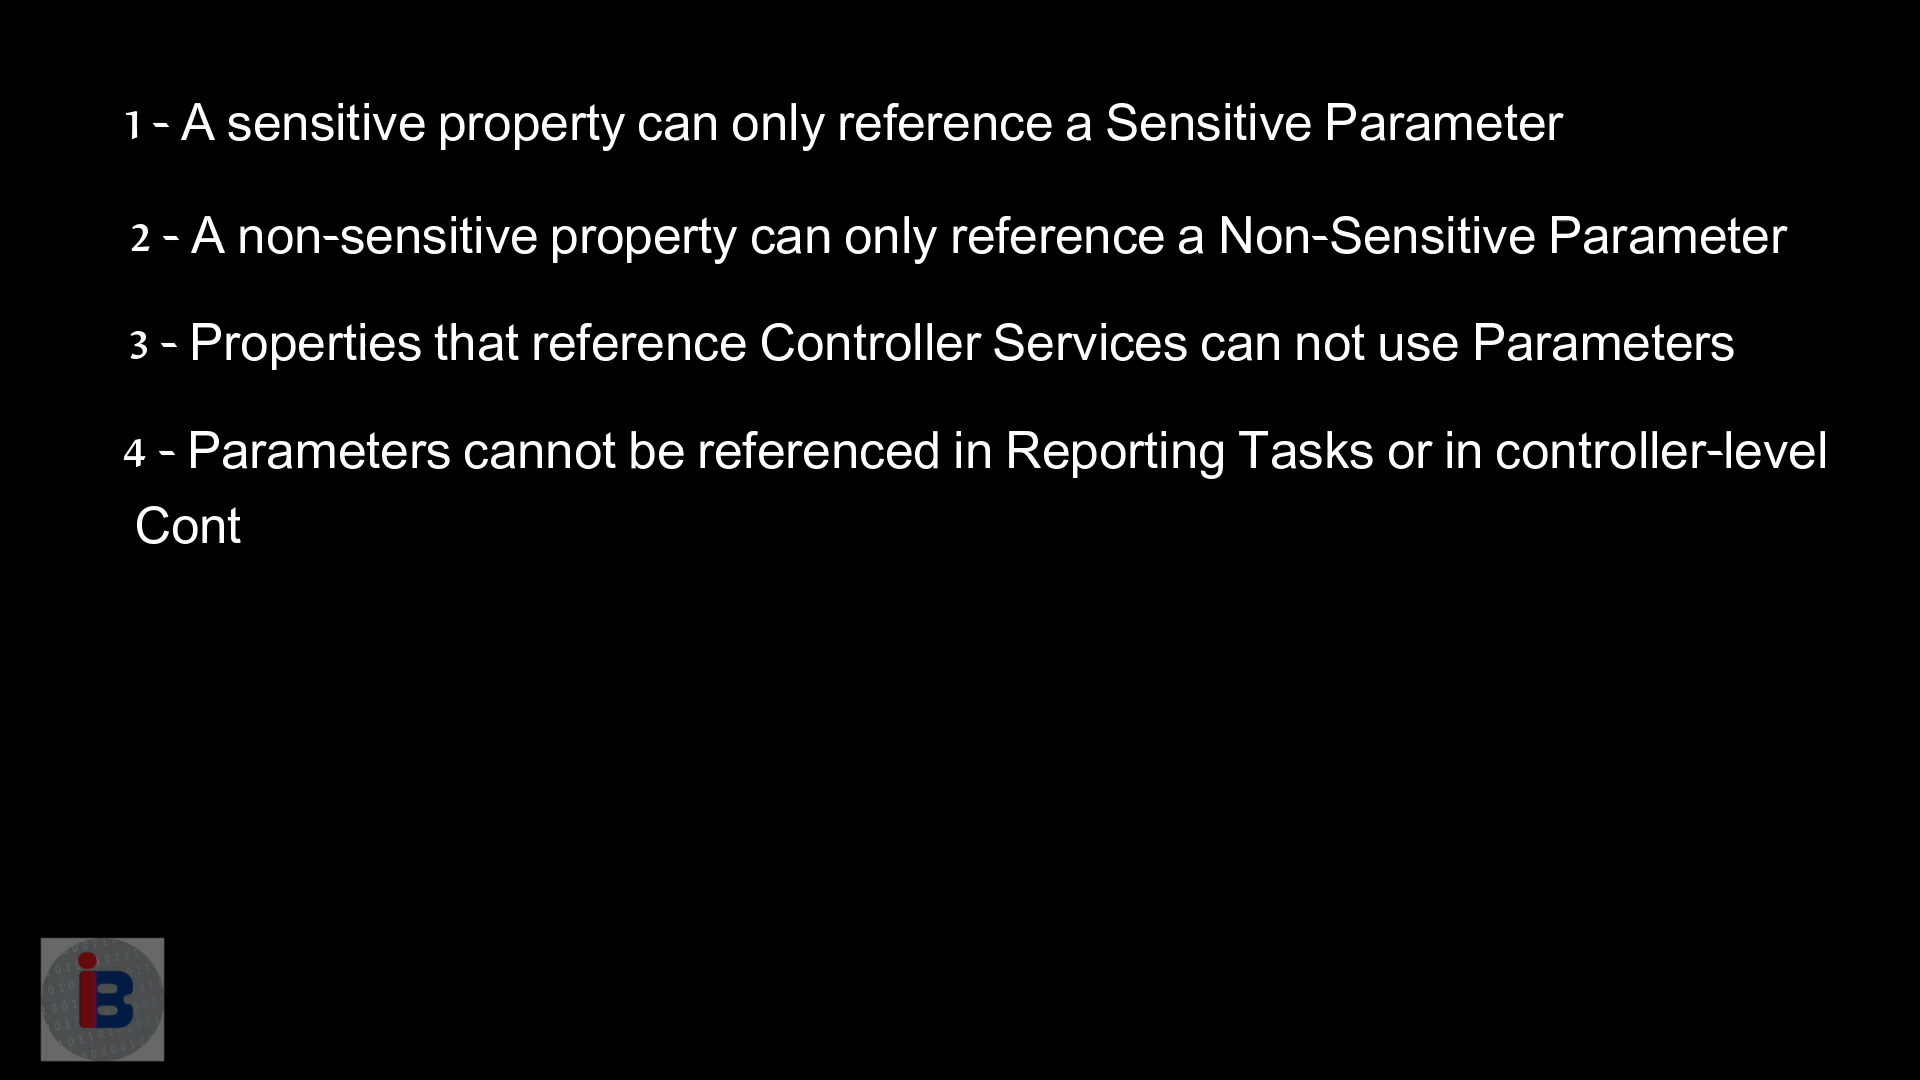 1 - A sensitive property can only reference a Sensitive Parameter
2 - A non-sensitive property can only reference a Non-Sensitive Parameter
3 - Properties that reference Controller Services can not use Parameters
4 - Parameters cannot be referenced in Reporting Tasks or in controller-level
Cont
iB